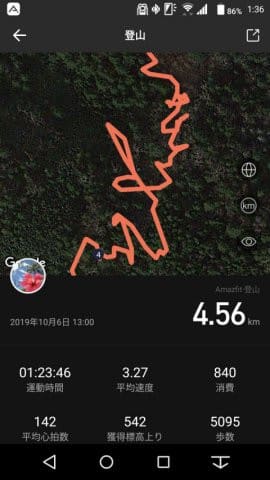 86% 1:36
登山
km
4
Google
Amazfit·登山
2019年10月6日 13:00
4.56 km
01:23:46 3.27 840
運動時間 平均速度 消費
142 542 5095
平均心拍数 獲得標高上り 歩数